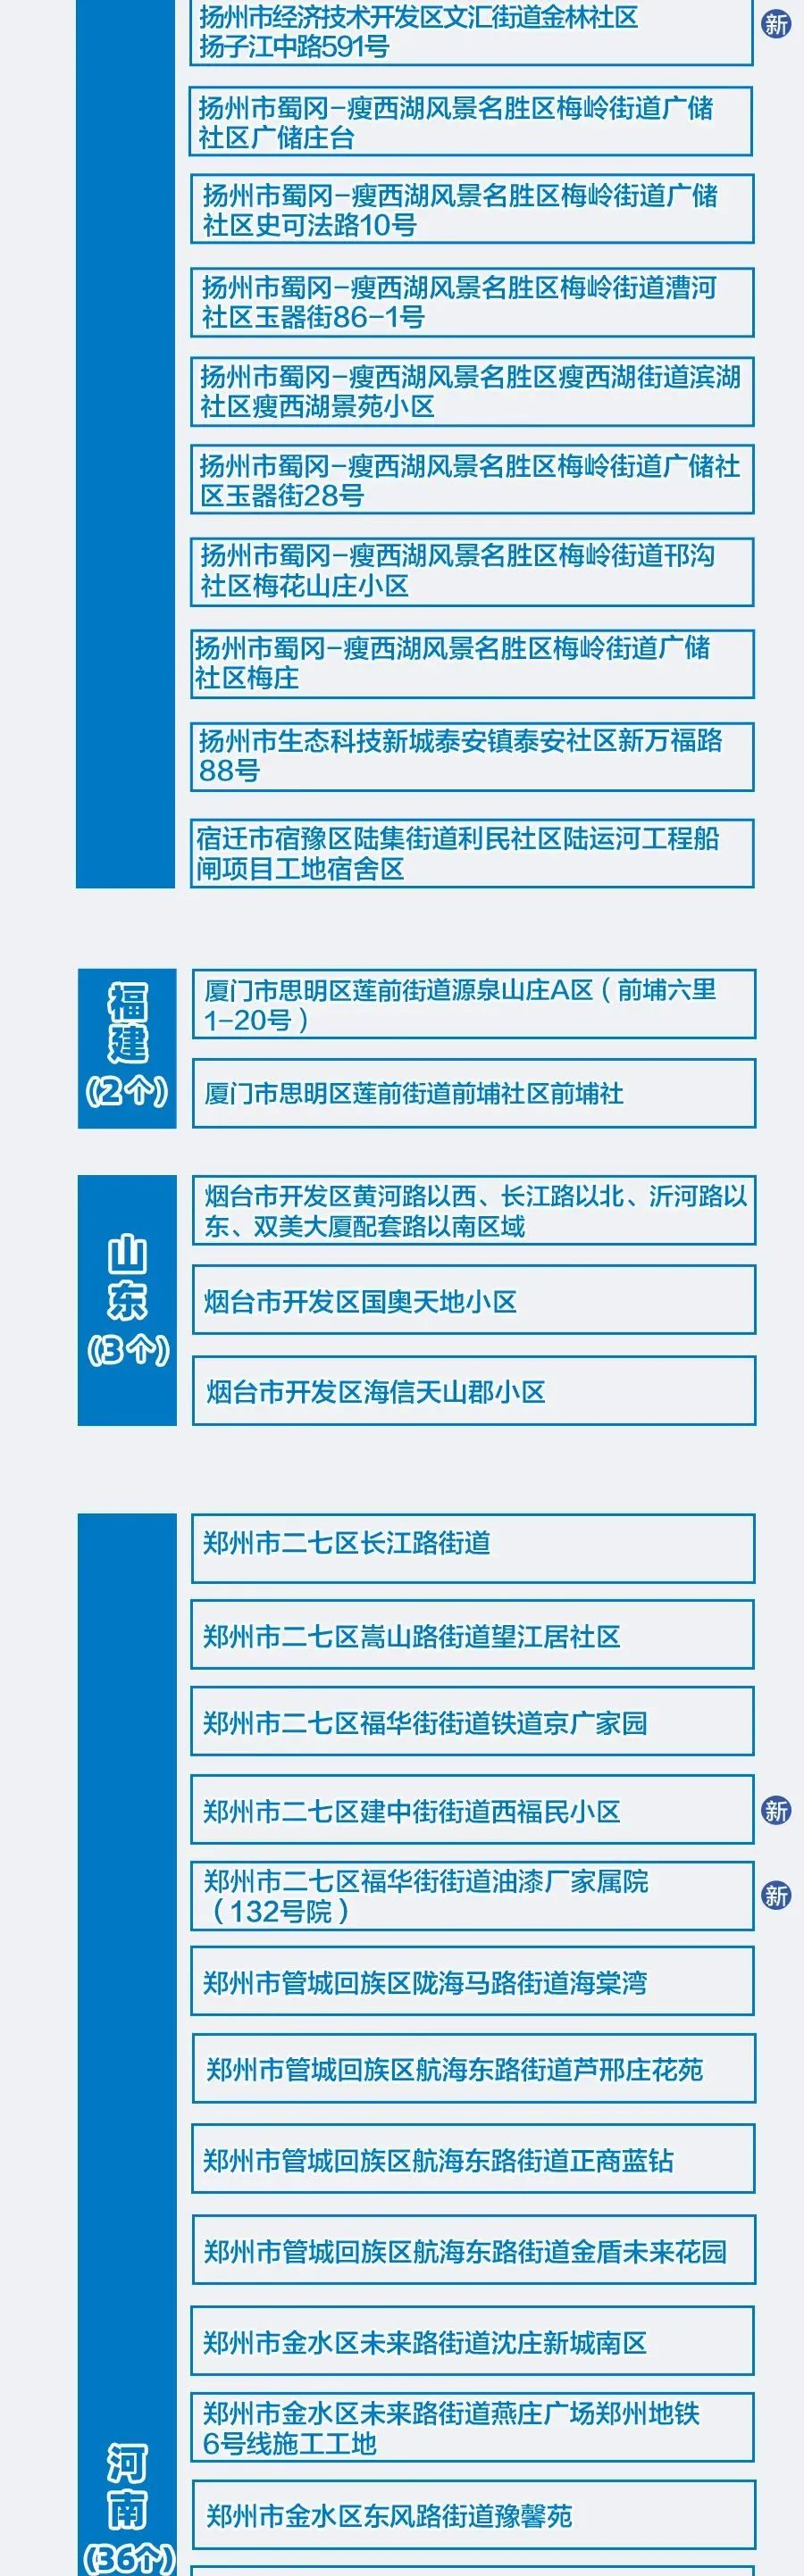 扬州市经济技术开发区文汇街道金林社区
扬子江中路591号
新
扬州市蜀冈-瘦西湖风景名胜区梅岭街道广储
社区广储庄台
扬州市蜀冈-瘦西湖风景名胜区梅岭街道广储
社区史可法路10号
扬州市蜀冈-瘦西湖风景名胜区梅岭街道漕河
社区玉器街86-1号
扬州市蜀冈-瘦西湖风景名胜区瘦西湖街道滨湖
社区瘦西湖景苑小区
扬州市蜀冈-瘦西湖风景名胜区梅岭街道广储社
区玉器街28号
扬州市蜀冈-瘦西湖风景名胜区梅岭街道邗沟
社区梅花山庄小区
扬州市蜀冈-瘦西湖风景名胜区梅岭街道广储
社区梅庄
扬州市生态科技新城泰安镇泰安社区新万福路
88号
宿迁市宿豫区陆集街道利民社区陆运河工程船
闸项目工地宿舍区
福
建
(2个)
厦门市思明区莲前街道源泉山庄A区（前埔六里
1-20号）
厦门市思明区莲前街道前埔社区前埔社
山
东
(3个)
烟台市开发区黄河路以西、长江路以北、沂河路以
东、双美大厦配套路以南区域
烟台市开发区国奥天地小区
烟台市开发区海信天山郡小区
郑州市二七区长江路街道
郑州市二七区嵩山路街道望江居社区
郑州市二七区福华街街道铁道京广家园
郑州市二七区建中街街道西福民小区
新
郑州市二七区福华街街道油漆厂家属院
（132号院）
新
郑州市管城回族区陇海马路街道海棠湾
郑州市管城回族区航海东路街道芦邢庄花苑
郑州市管城回族区航海东路街道正商蓝钻
郑州市管城回族区航海东路街道金盾未来花园
郑州市金水区未来路街道沈庄新城南区
郑州市金水区未来路街道燕庄广场郑州地铁
6号线施工工地
郑州市金水区东风路街道豫馨苑
河
南
(36个)